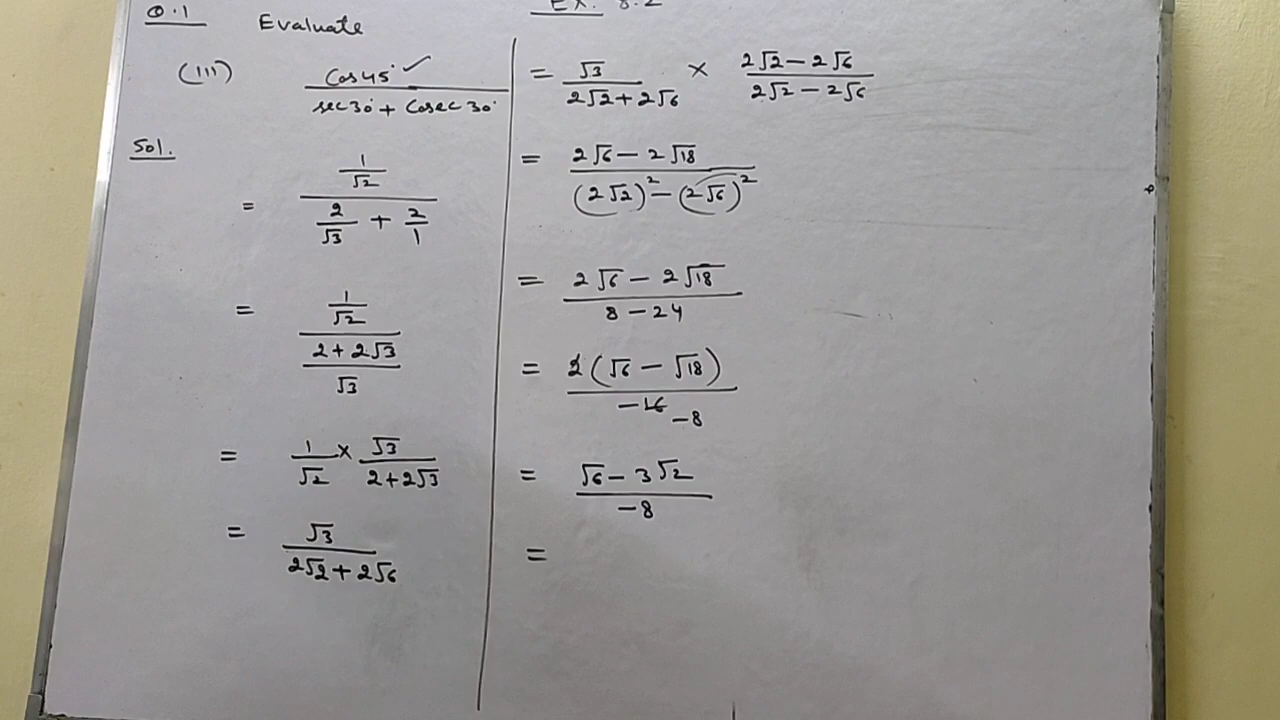 Ex. 8.2
Q.1 Evaluate
(iii) Cos45° ✓ / sec30° + Cosec30°
Sol.
= (1/√2) / (2/√3 + 2/1)
= (1/√2) / ((2+2√3)/√3)
= 1/√2 × √3/(2+2√3)
= √3/(2√2+2√6)
= √3/(2√2+2√6) × (2√2−2√6)/(2√2−2√6)
= (2√6−2√18)/((2√2)²−(2√6)²)
= (2√6−2√18)/(8−24)
= 2(√6−√18)/−16 −8
= (√6−3√2)/−8
=